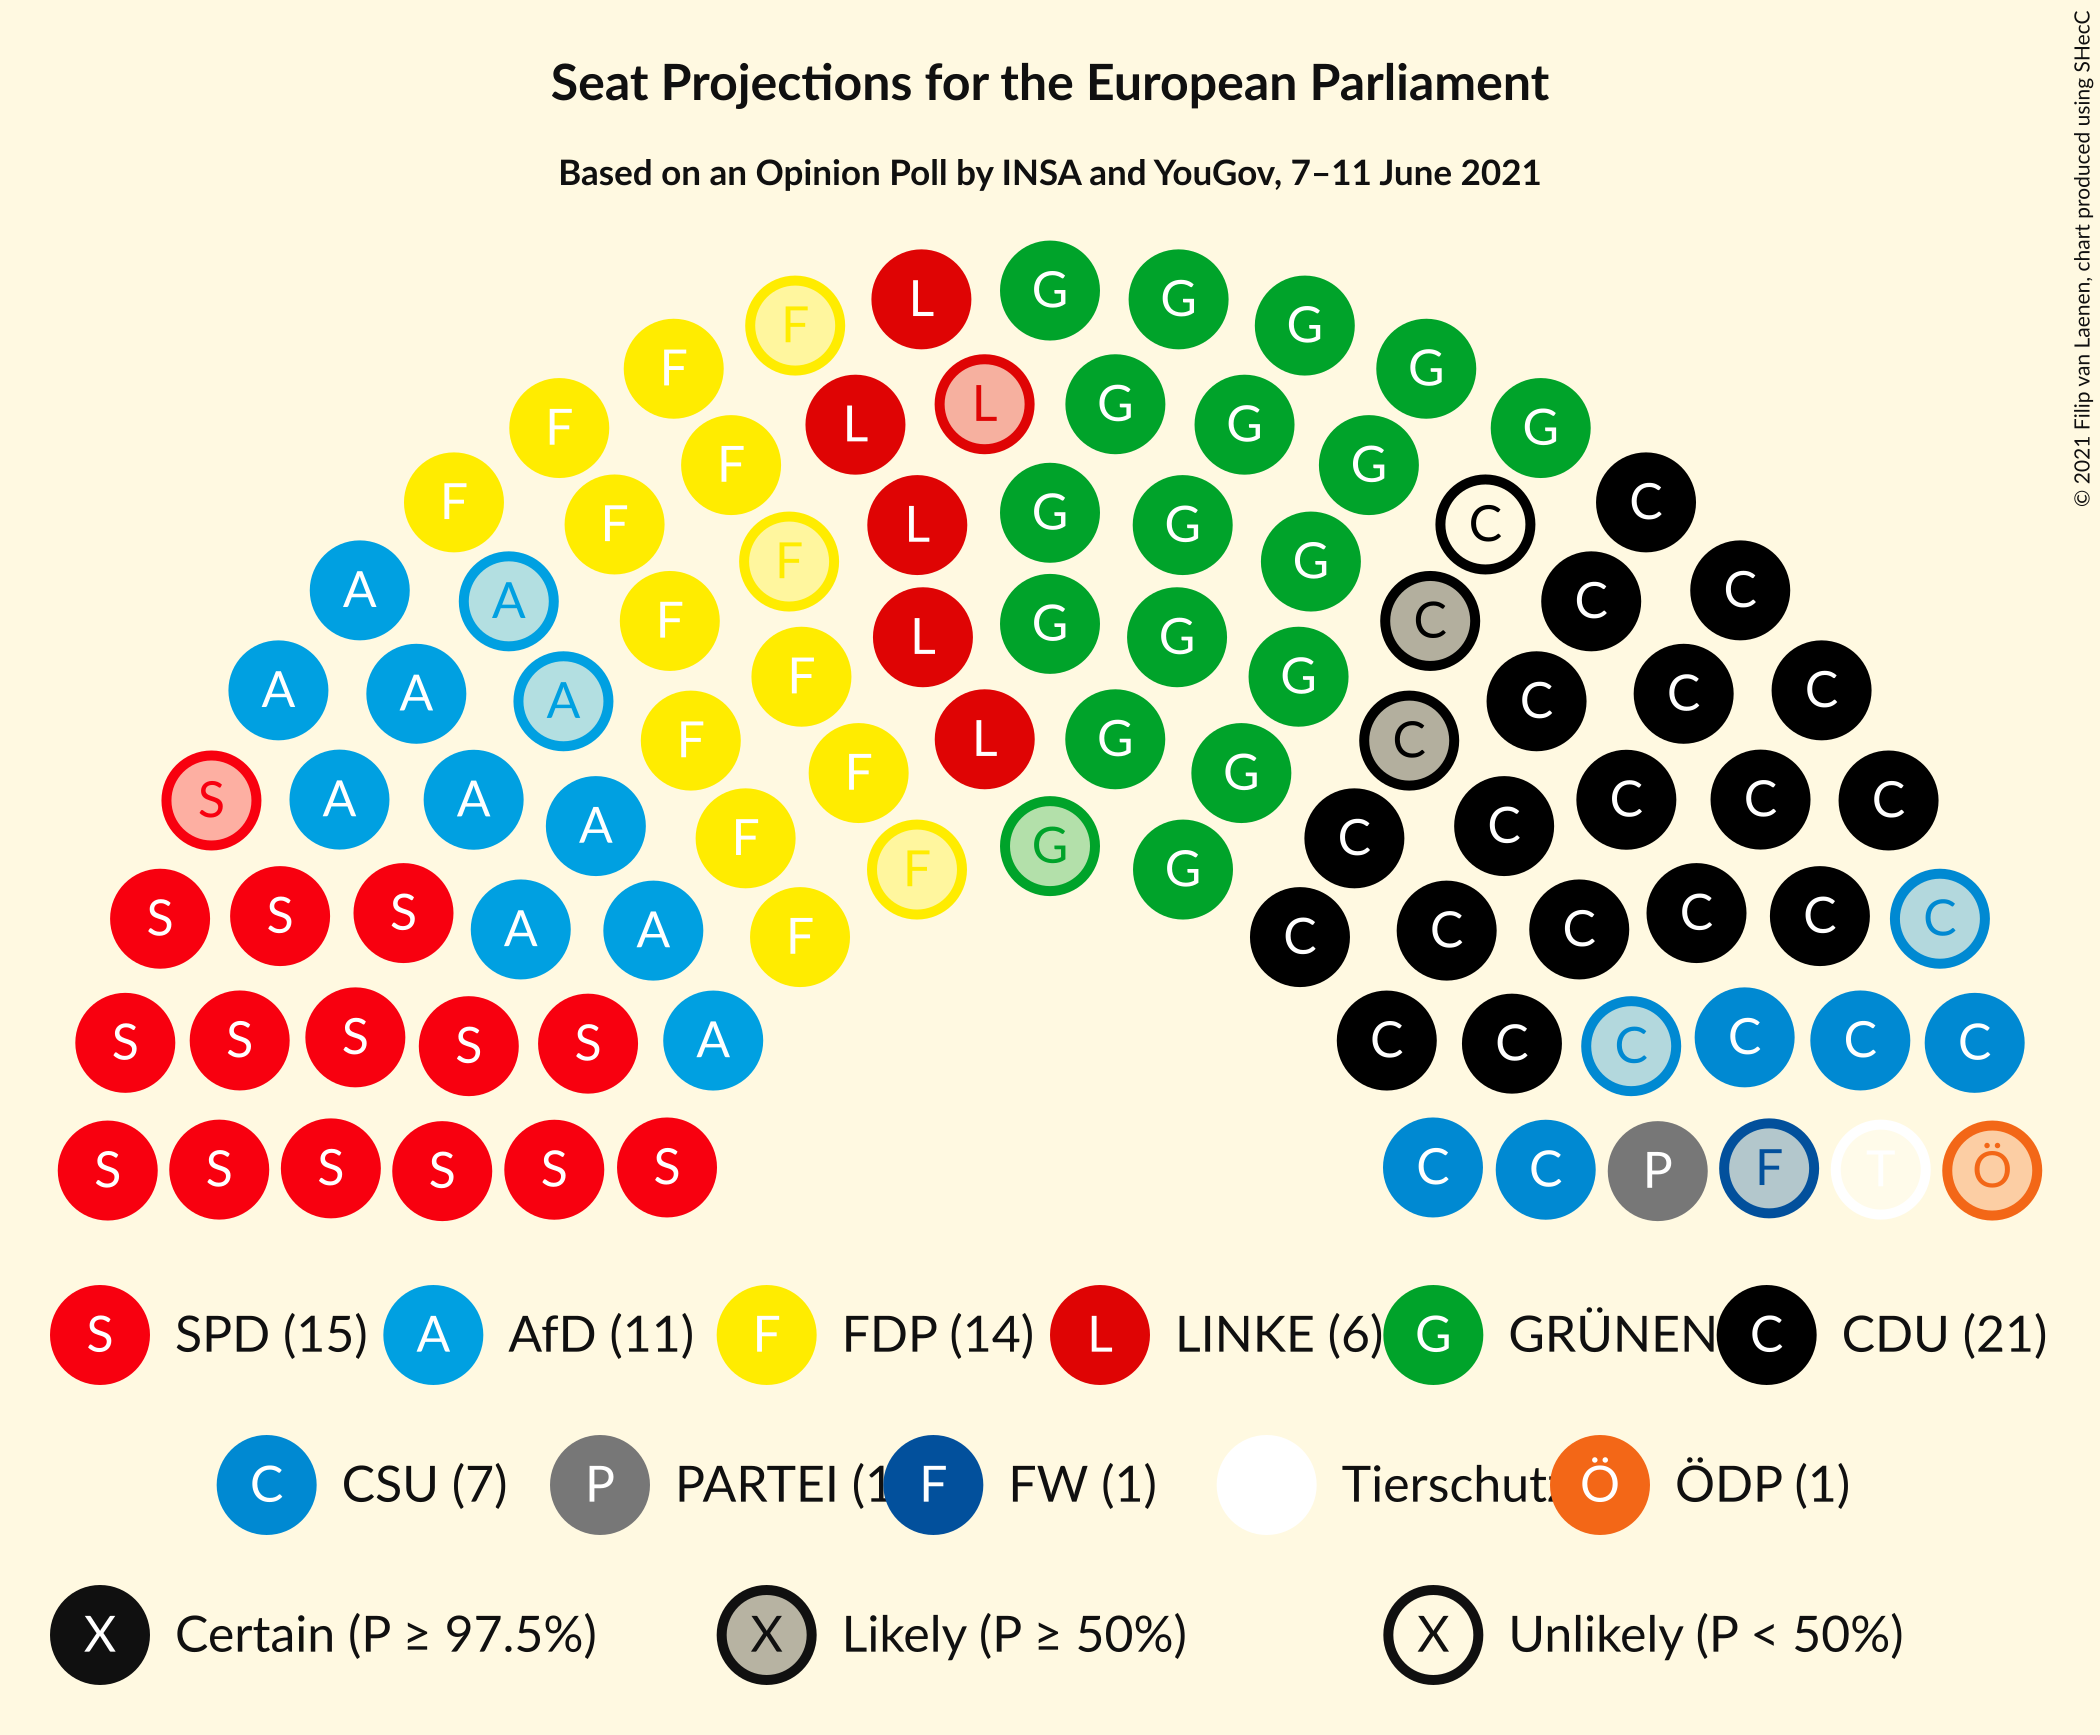 Seat Projections for the European Parliament
Based on an Opinion Poll by INSA and YouGov, 7–11 June 2021
© 2021 Filip van Laenen, chart produced using SHecC
G
L G
F G
F L L G G
F F G G
F F L G G C G C
A A F F G C C C
F L G G
A A A F F L G G C C C C C
S A A A F F F G G C C C C C C
S S S A A F C C C C C C C
S S S S S A C C C C C C
S S S S S S C C P F T Ö
S SPD (15) A AfD (11) F FDP (14) L LINKE (6) G GRÜNEN C CDU (21)
C CSU (7) P PARTEI (1 F FW (1) Tierschutz Ö ÖDP (1)
X Certain (P ≥ 97.5%) X Likely (P ≥ 50%) X Unlikely (P < 50%)